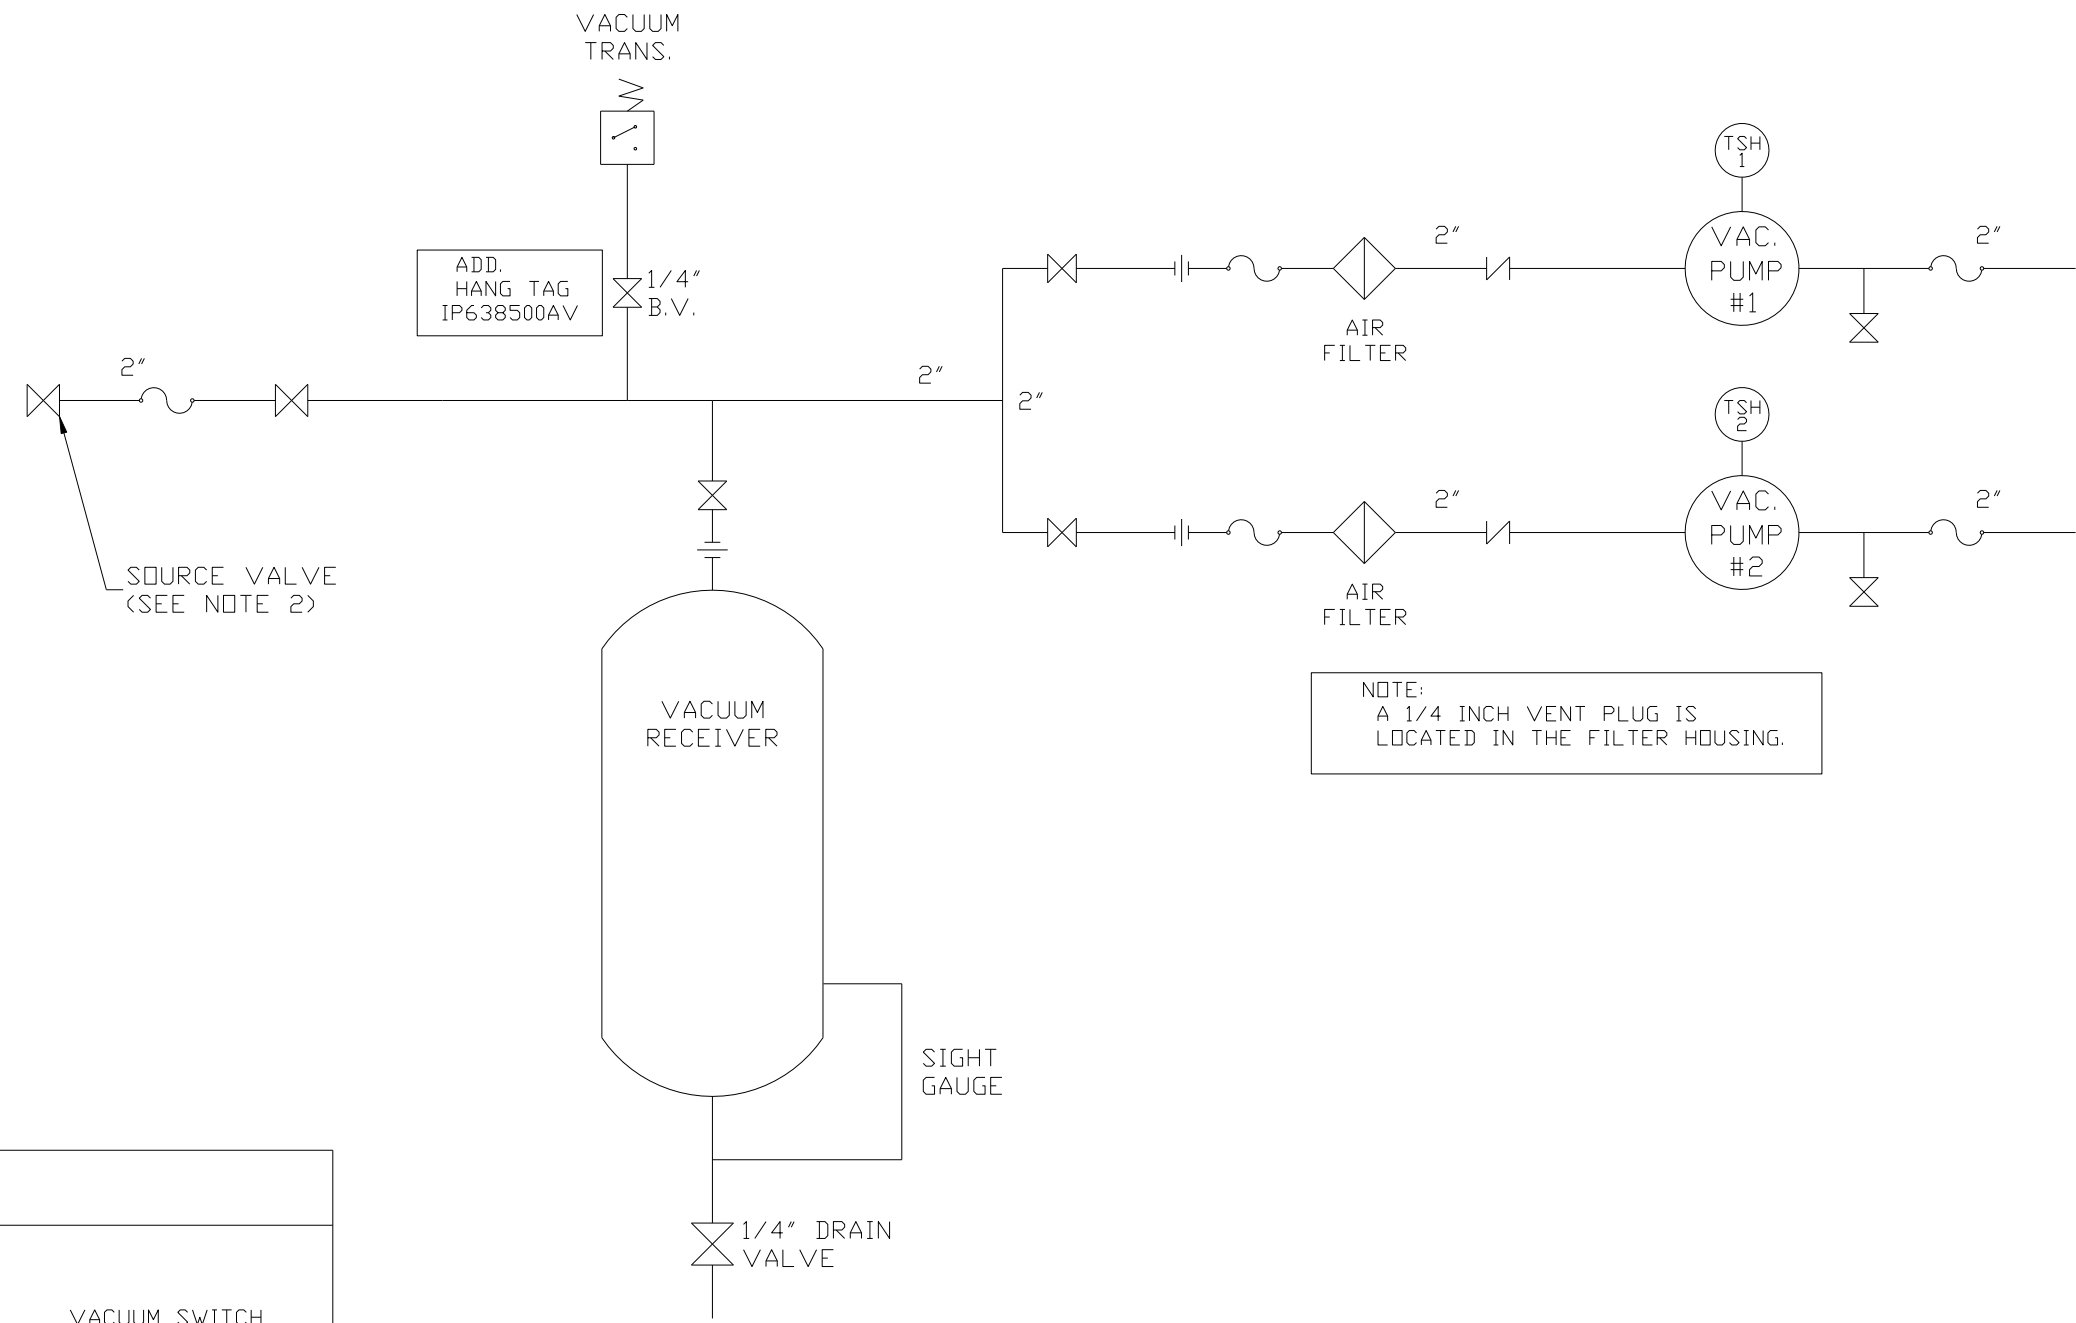 VACUUM
TRANS.
TSH
1
2"
VAC.
PUMP
#1
2"
ADD.
HANG TAG
IP638500AV
1/4"
B.V.
AIR
FILTER
2"
2"
2"
TSH
2
2"
VAC.
PUMP
#2
2"
SOURCE VALVE
(SEE NOTE 2)
AIR
FILTER
NOTE:
A 1/4 INCH VENT PLUG IS
LOCATED IN THE FILTER HOUSING.
VACUUM
RECEIVER
SIGHT
GAUGE
1/4" DRAIN
VALVE
VACUUM SWITCH